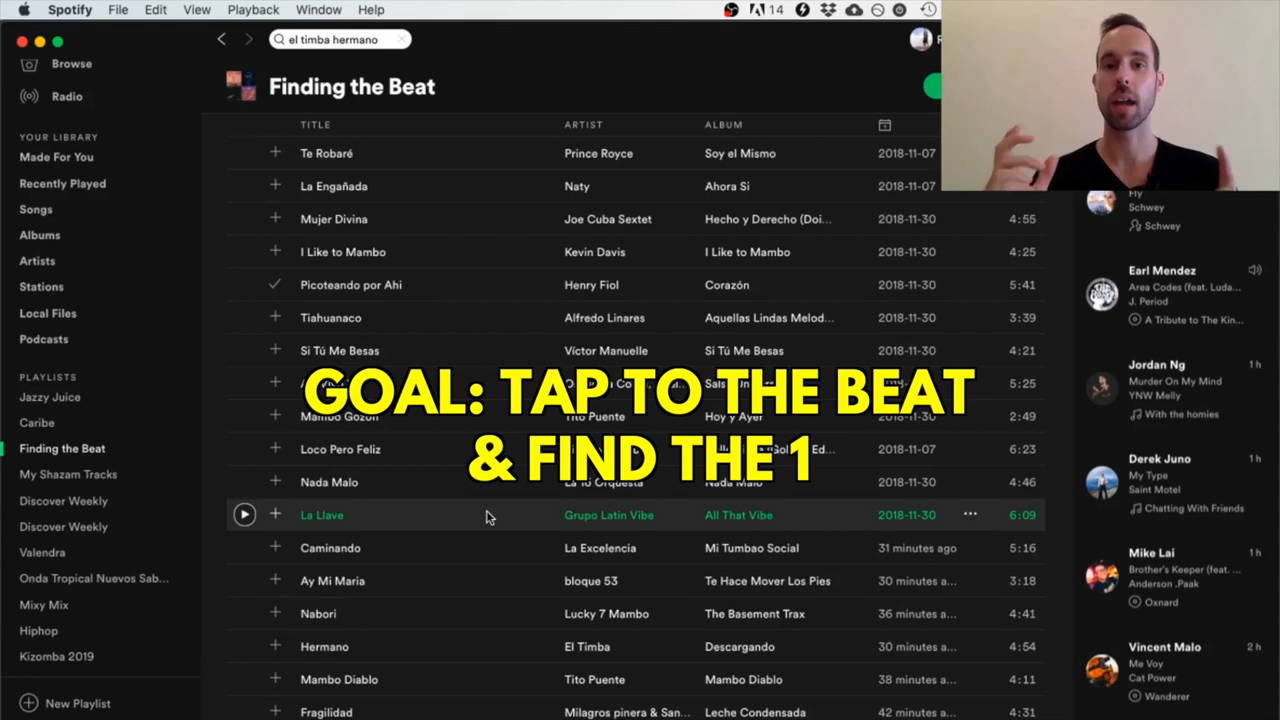 Spotify File Edit View Playback Window Help 14
el timba hermano
Browse
Radio
YOUR LIBRARY
Made For You
Recently Played
Songs
Albums
Artists
Stations
Local Files
Podcasts
PLAYLISTS
Jazzy Juice
Caribe
Finding the Beat
My Shazam Tracks
Discover Weekly
Discover Weekly
Valendra
Onda Tropical Nuevos Sab...
Mixy Mix
Hiphop
Kizomba 2019
New Playlist
Finding the Beat
TITLE ARTIST ALBUM
Te Robaré Prince Royce Soy el Mismo 2018-11-07
La Engañada Naty Ahora Si 2018-11-07
Mujer Divina Joe Cuba Sextet Hecho y Derecho (Doi... 2018-11-30 4:55
I Like to Mambo Kevin Davis I Like to Mambo 2018-11-30 4:25
Picoteando por Ahi Henry Fiol Corazón 2018-11-30 5:41
Tiahuanaco Alfredo Linares Aquellas Lindas Melod... 2018-11-30 3:39
Si Tú Me Besas Víctor Manuelle Si Tú Me Besas 2018-11-30 4:21
5:25
GOAL: TAP TO THE BEAT
& FIND THE 1
Mambo Gozon Tito Puente Hoy y Ayer 2018-11-30 2:49
Loco Pero Feliz 2018-11-07 6:23
Nada Malo Nada Malo 2018-11-30 4:46
La Llave Grupo Latin Vibe All That Vibe 2018-11-30 ... 6:09
Caminando La Excelencia Mi Tumbao Social 31 minutes ago 5:16
Ay Mi Maria bloque 53 Te Hace Mover Los Pies 30 minutes a... 3:18
Nabori Lucky 7 Mambo The Basement Trax 36 minutes a... 4:41
Hermano El Timba Descargando 30 minutes a... 4:54
Mambo Diablo Tito Puente Mambo Diablo 38 minutes a... 4:11
Fragilidad Milagros pinera & San... Leche Condensada 42 minutes a... 4:31
Fly
Schwey
Schwey
Earl Mendez
Area Codes (feat. Luda...
J. Period
A Tribute to The Kin...
Jordan Ng 1 h
Murder On My Mind
YNW Melly
With the homies
Derek Juno 1 h
My Type
Saint Motel
Chatting With Friends
Mike Lai 1 h
Brother's Keeper (feat. ...
Anderson .Paak
Oxnard
Vincent Malo 2 h
Me Voy
Cat Power
Wanderer